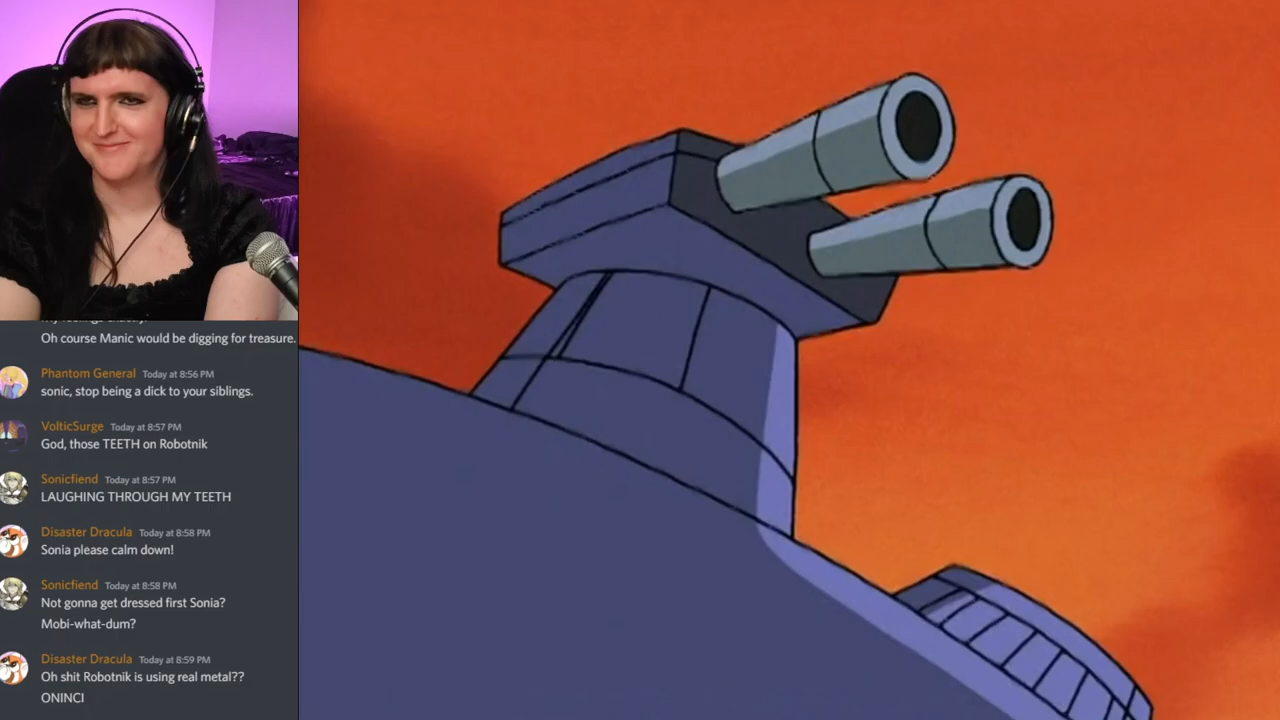 Oh course Manic would be digging for treasure.
Phantom General Today at 8:56 PM
sonic, stop being a dick to your siblings.
VolticSurge Today at 8:57 PM
God, those TEETH on Robotnik
Sonicfiend Today at 8:57 PM
LAUGHING THROUGH MY TEETH
Disaster Dracula Today at 8:58 PM
Sonia please calm down!
Sonicfiend Today at 8:58 PM
Not gonna get dressed first Sonia?
Mobi-what-dum?
Disaster Dracula Today at 8:59 PM
Oh shit Robotnik is using real metal??
ONINCI